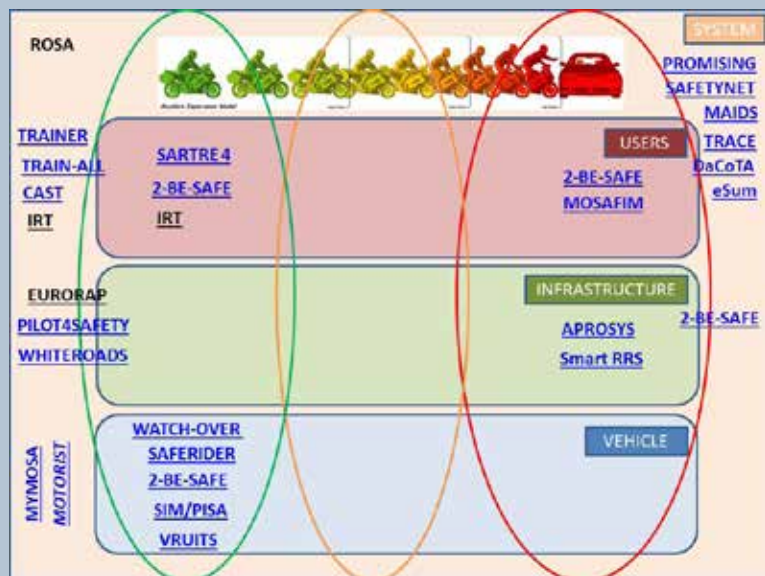 SYSTEM
ROSA
PROMISING
SAFETYNET
MAIDS
TRACE
DaCoTA
eSum
TRAINER
TRAIN-ALL
CAST
IRT
USERS
SARTRE 4
2-BE-SAFE
IRT
2-BE-SAFE
MOSAFIM
EURORAP
PILOT4SAFETY
WHITEROADS
INFRASTRUCTURE
APROSYS
Smart RRS
2-BE-SAFE
MYMOSA
MOTORIST
WATCH-OVER
SAFERIDER
2-BE-SAFE
SIM/PISA
VRUITS
VEHICLE